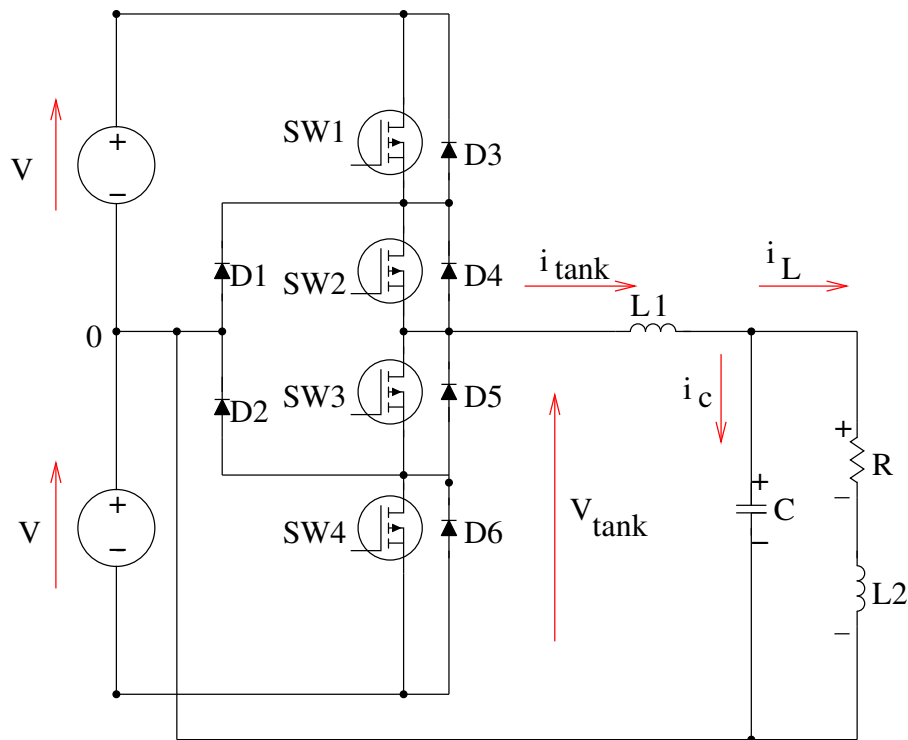 SW1
+
V
−
D3
D1
SW2
D4
i tank
i L
L1
0
SW3
D2
D5
i c
+
R
+
V
−
SW4
D6
V tank
+
C
−
−
L2
−